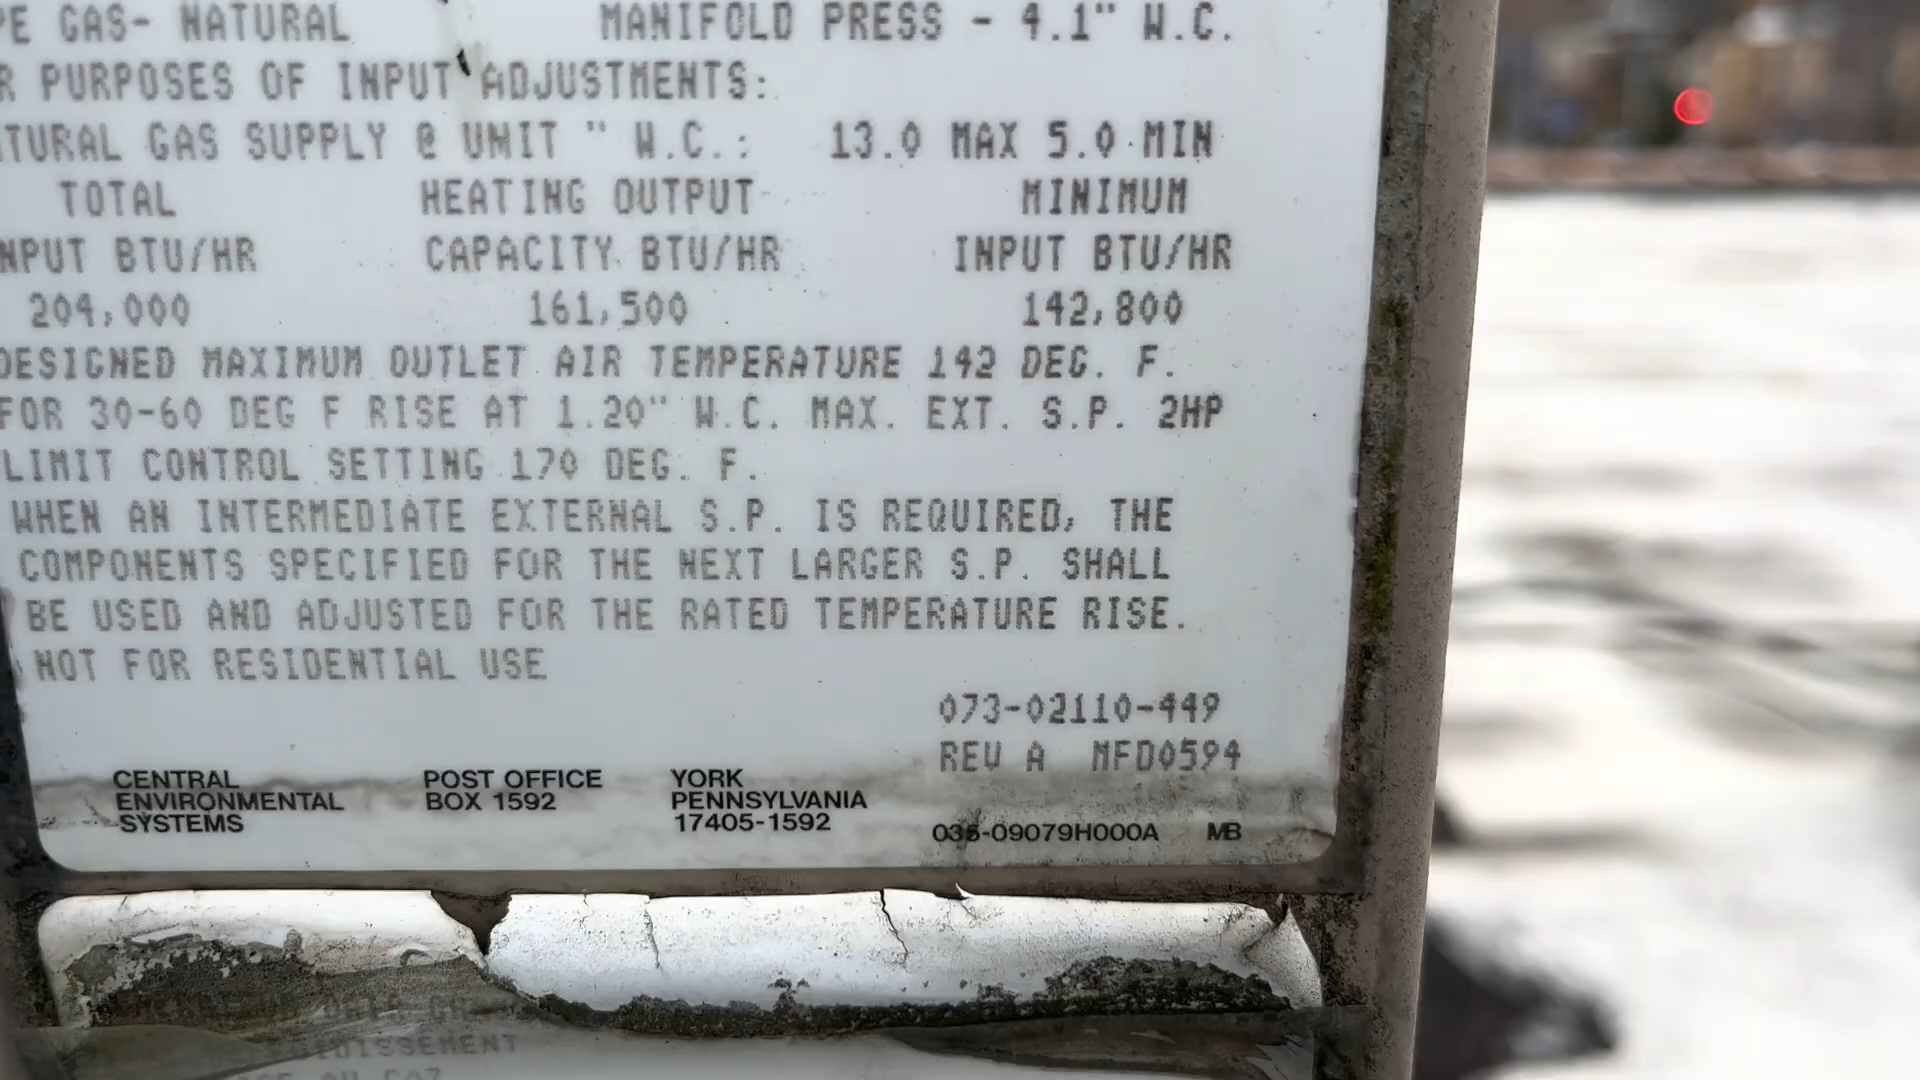 PE GAS- NATURAL MANIFOLD PRESS - 4.1" W.C.
R PURPOSES OF INPUT ADJUSTMENTS:
TURAL GAS SUPPLY @ UNIT " W.C.: 13.0 MAX 5.0 MIN
TOTAL HEATING OUTPUT MINIMUM
NPUT BTU/HR CAPACITY BTU/HR INPUT BTU/HR
204,000 161,500 142,800
DESIGNED MAXIMUM OUTLET AIR TEMPERATURE 142 DEG. F.
FOR 30-60 DEG F RISE AT 1.20" W.C. MAX. EXT. S.P. 2HP
LIMIT CONTROL SETTING 170 DEG. F.
WHEN AN INTERMEDIATE EXTERNAL S.P. IS REQUIRED, THE
COMPONENTS SPECIFIED FOR THE NEXT LARGER S.P. SHALL
BE USED AND ADJUSTED FOR THE RATED TEMPERATURE RISE.
NOT FOR RESIDENTIAL USE
073-02110-449
REV A MFD0594
CENTRAL ENVIRONMENTAL SYSTEMS
POST OFFICE BOX 1592
YORK PENNSYLVANIA 17405-1592
035-09079H000A MB